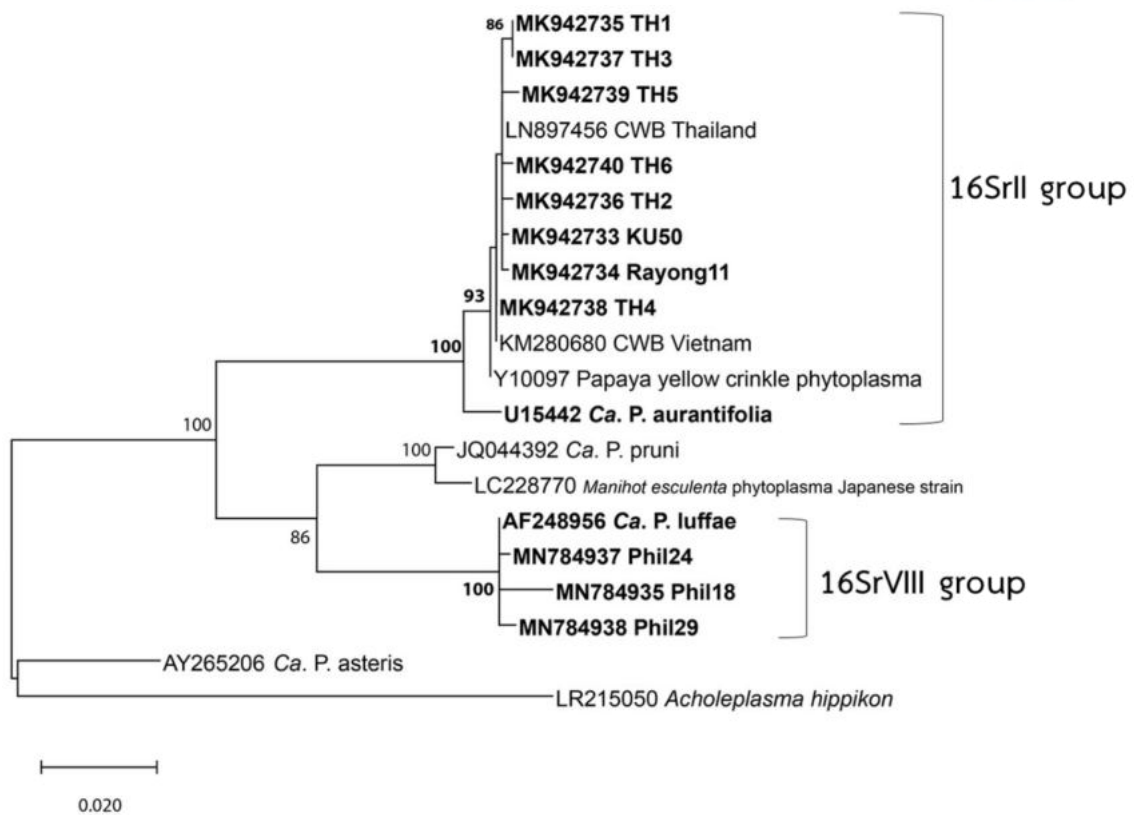 86
MK942735 TH1
MK942737 TH3
MK942739 TH5
LN897456 CWB Thailand
MK942740 TH6
16SrII group
MK942736 TH2
MK942733 KU50
MK942734 Rayong11
93
MK942738 TH4
100
KM280680 CWB Vietnam
Y10097 Papaya yellow crinkle phytoplasma
U15442 Ca. P. aurantifolia
100
100
JQ044392 Ca. P. pruni
LC228770 Manihot esculenta phytoplasma Japanese strain
AF248956 Ca. P. luffae
86
MN784937 Phil24
16SrVIII group
100
MN784935 Phil18
MN784938 Phil29
AY265206 Ca. P. asteris
LR215050 Acholeplasma hippikon
0.020